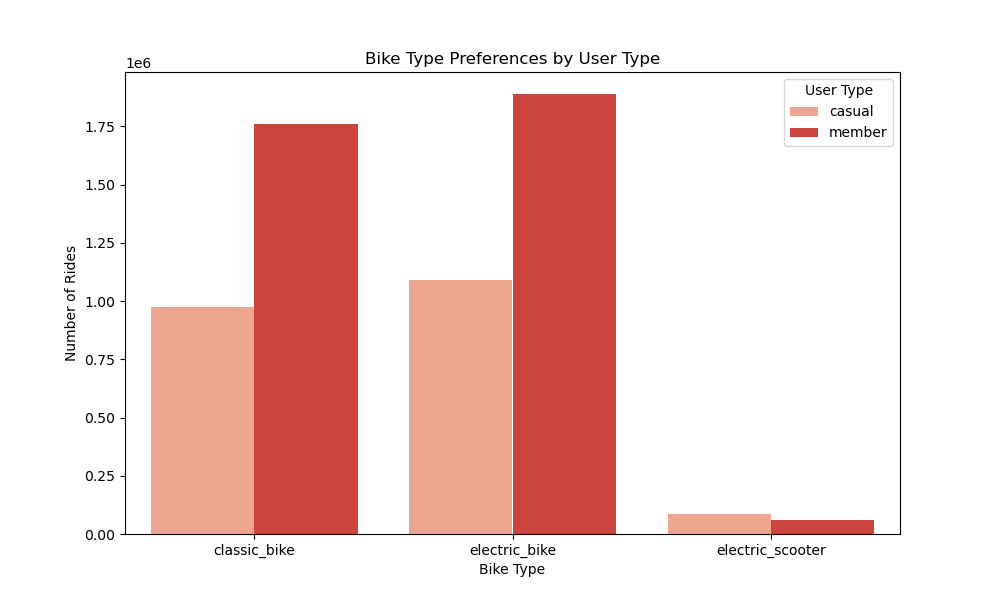 Bike Type Preferences by User Type
1e6
User Type
casual
member
Number of Rides
1.75
1.50
1.25
1.00
0.75
0.50
0.25
0.00
classic_bike
electric_bike
electric_scooter
Bike Type